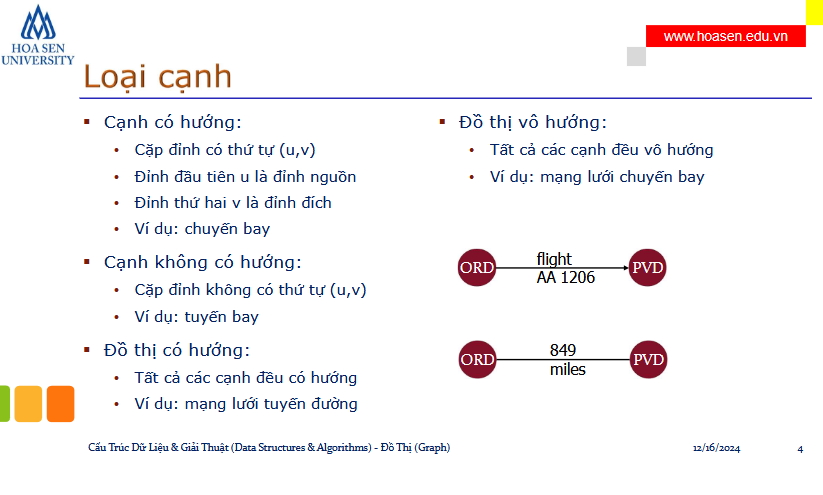 HOA SEN
UNIVERSITY
www.hoasen.edu.vn
Loại cạnh
▪ Cạnh có hướng:
• Cặp đỉnh có thứ tự (u,v)
• Đỉnh đầu tiên u là đỉnh nguồn
• Đỉnh thứ hai v là đỉnh đích
• Ví dụ: chuyến bay
▪ Cạnh không có hướng:
• Cặp đỉnh không có thứ tự (u,v)
• Ví dụ: tuyến bay
▪ Đồ thị có hướng:
• Tất cả các cạnh đều có hướng
• Ví dụ: mạng lưới tuyến đường
▪ Đồ thị vô hướng:
• Tất cả các cạnh đều vô hướng
• Ví dụ: mạng lưới chuyến bay
ORD flight PVD
AA 1206
ORD 849 PVD
miles
Cấu Trúc Dữ Liệu & Giải Thuật (Data Structures & Algorithms) - Đồ Thị (Graph)
12/16/2024
4